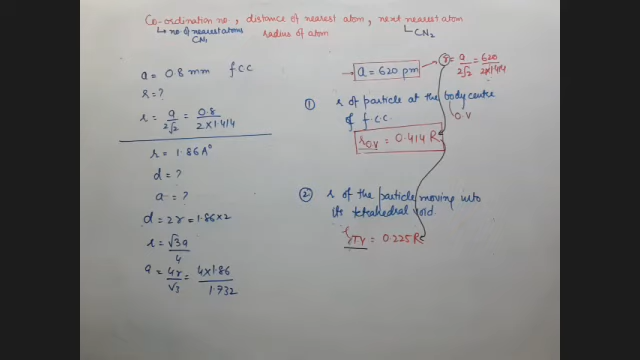 Co-ordination no, distance of nearest atom, next nearest atom
↳ no of nearest atoms radius of atom ↳ CN2
CN1
a = 0.8 mm fCC
r = ?
r = a/2√2 = 0.8/2×1.414
r = 1.86 A°
d = ?
a = ?
d = 2r = 1.86×2
r = √3a/4
a = 4r/√3 = 4×1.86/1.732
→ a = 620 pm → r = a/2√2 = 620/2×1.414
① r of particle at the body centre
of f.c.c. O.V
rO.V = 0.414 R
② r of the particle moving into
its tetrahedral void.
rTV = 0.225 R